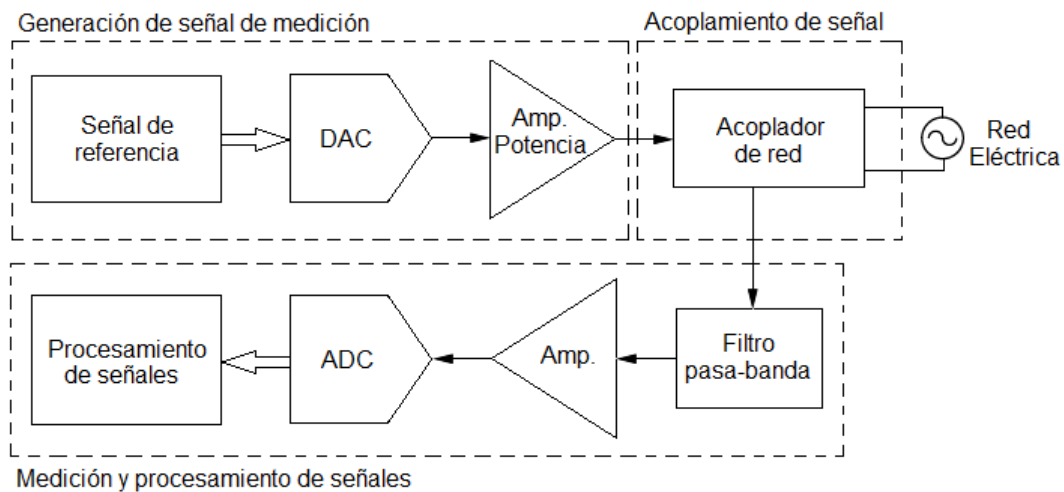 Generación de señal de medición
Acoplamiento de señal
Señal de
referencia
DAC
Amp.
Potencia
Acoplador
de red
Red
Eléctrica
Procesamiento
de señales
ADC
Amp.
Filtro
pasa-banda
Medición y procesamiento de señales